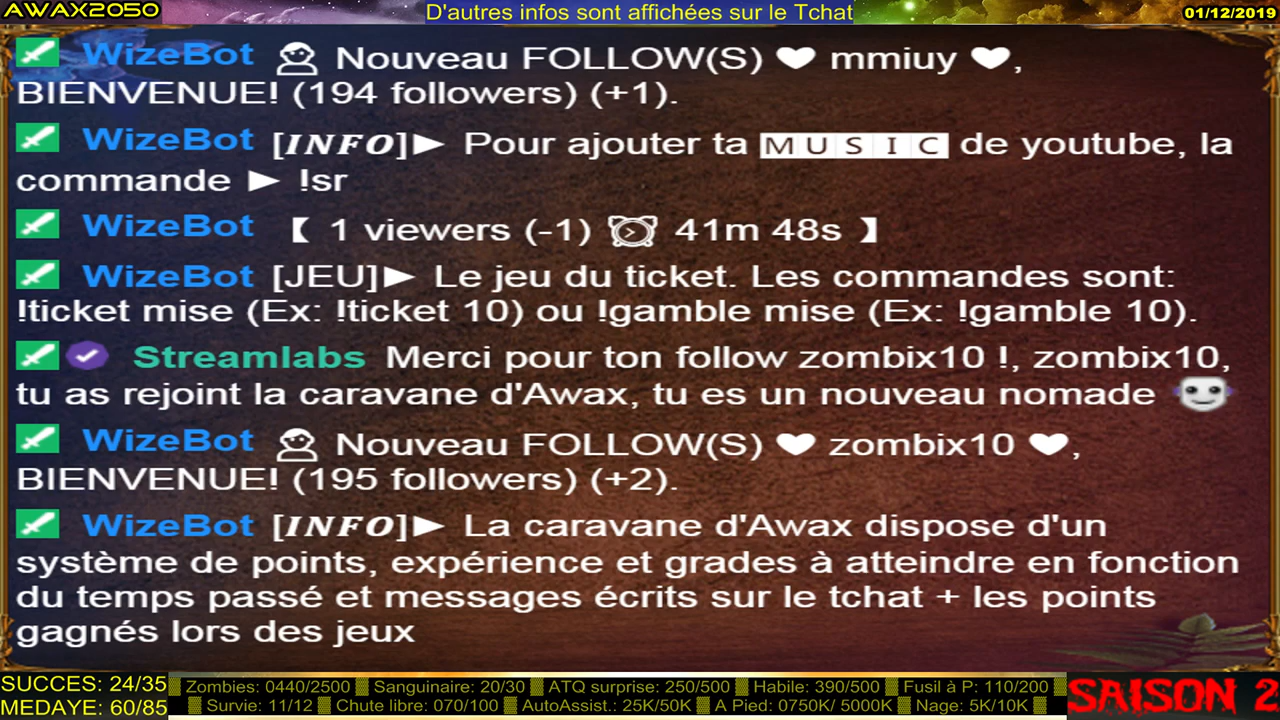 AWAX2050
D'autres infos sont affichées sur le Tchat
01/12/2019
WizeBot Nouveau FOLLOW(S) ♥ mmiuy ♥,
BIENVENUE! (194 followers) (+1).
WizeBot [INFO]► Pour ajouter ta MUSIC de youtube, la
commande ► !sr
WizeBot 【 1 viewers (-1) ⏰ 41m 48s 】
WizeBot [JEU]► Le jeu du ticket. Les commandes sont:
!ticket mise (Ex: !ticket 10) ou !gamble mise (Ex: !gamble 10).
Streamlabs Merci pour ton follow zombix10 !, zombix10,
tu as rejoint la caravane d'Awax, tu es un nouveau nomade
WizeBot Nouveau FOLLOW(S) ♥ zombix10 ♥,
BIENVENUE! (195 followers) (+2).
WizeBot [INFO]► La caravane d'Awax dispose d'un
système de points, expérience et grades à atteindre en fonction
du temps passé et messages écrits sur le tchat + les points
gagnés lors des jeux
SUCCES: 24/35
MEDAYE: 60/85
Zombies: 0440/2500 Sanguinaire: 20/30 ATQ surprise: 250/500 Habile: 390/500 Fusil à P: 110/200
Survie: 11/12 Chute libre: 070/100 AutoAssist.: 25K/50K A Pied: 0750K/ 5000K Nage: 5K/10K
SAISON 2